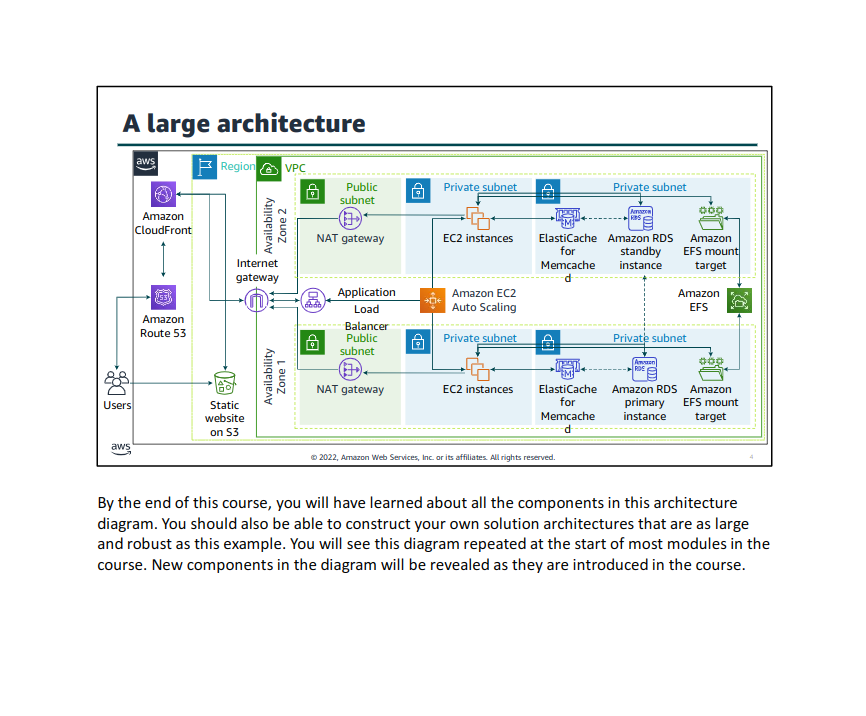 A large architecture
aws
Region
VPC
Availability
Zone 2
Public
subnet
Private subnet
Private subnet
Amazon
CloudFront
NAT gateway
EC2 instances
ElastiCache
for
Memcache
d
Amazon
RDS
Amazon RDS
standby
instance
Amazon
EFS mount
target
Internet
gateway
53
Amazon
Route 53
Application
Load
Balancer
Amazon EC2
Auto Scaling
Amazon
EFS
Availability
Zone 1
Public
subnet
Private subnet
Private subnet
NAT gateway
EC2 instances
ElastiCache
for
Memcache
d
Amazon
RDS
Amazon RDS
primary
instance
Amazon
EFS mount
target
Users
Static
website
on S3
aws
© 2022, Amazon Web Services, Inc. or its affiliates. All rights reserved.
4
By the end of this course, you will have learned about all the components in this architecture
diagram. You should also be able to construct your own solution architectures that are as large
and robust as this example. You will see this diagram repeated at the start of most modules in the
course. New components in the diagram will be revealed as they are introduced in the course.